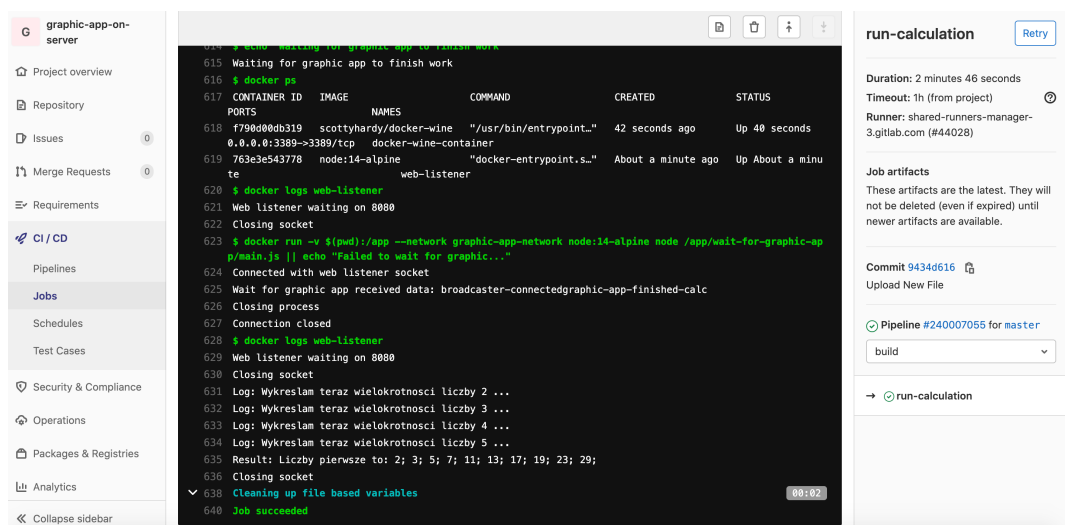 G
graphic-app-on-
server
Project overview
Repository
Issues 0
Merge Requests 0
Requirements
CI / CD
Pipelines
Jobs
Schedules
Test Cases
Security & Compliance
Operations
Packages & Registries
Analytics
Collapse sidebar
614 $ echo "Waiting for graphic app to finish work"
615 Waiting for graphic app to finish work
616 $ docker ps
617 CONTAINER ID IMAGE COMMAND CREATED STATUS
PORTS NAMES
618 f790d00db319 scottyhardy/docker-wine "/usr/bin/entrypoint…" 42 seconds ago Up 40 seconds
0.0.0.0:3389->3389/tcp docker-wine-container
619 763e3e543778 node:14-alpine "docker-entrypoint.s…" About a minute ago Up About a minu
te web-listener
620 $ docker logs web-listener
621 Web listener waiting on 8080
622 Closing socket
623 $ docker run -v $(pwd):/app --network graphic-app-network node:14-alpine node /app/wait-for-graphic-ap
p/main.js || echo "Failed to wait for graphic..."
624 Connected with web listener socket
625 Wait for graphic app received data: broadcaster-connectedgraphic-app-finished-calc
626 Closing process
627 Connection closed
628 $ docker logs web-listener
629 Web listener waiting on 8080
630 Closing socket
631 Log: Wykreslam teraz wielokrotnosci liczby 2 ...
632 Log: Wykreslam teraz wielokrotnosci liczby 3 ...
633 Log: Wykreslam teraz wielokrotnosci liczby 4 ...
634 Log: Wykreslam teraz wielokrotnosci liczby 5 ...
635 Result: Liczby pierwsze to: 2; 3; 5; 7; 11; 13; 17; 19; 23; 29;
636 Closing socket
638 Cleaning up file based variables 00:02
640 Job succeeded
run-calculation Retry
Duration: 2 minutes 46 seconds
Timeout: 1h (from project)
Runner: shared-runners-manager-
3.gitlab.com (#44028)
Job artifacts
These artifacts are the latest. They will
not be deleted (even if expired) until
newer artifacts are available.
Commit 9434d616
Upload New File
Pipeline #240007055 for master
build
→ run-calculation